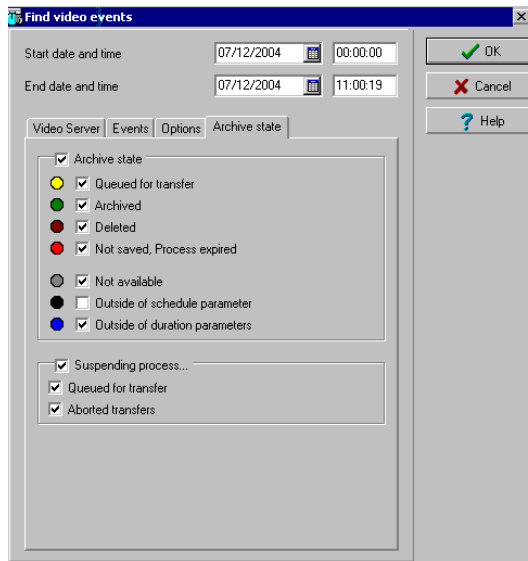 Find video events
Start date and time 07/12/2004 00:00:00
End date and time 07/12/2004 11:00:19
OK
Cancel
Help
Video Server Events Options Archive state
Archive state
Queued for transfer
Archived
Deleted
Not saved, Process expired
Not available
Outside of schedule parameter
Outside of duration parameters
Suspending process...
Queued for transfer
Aborted transfers